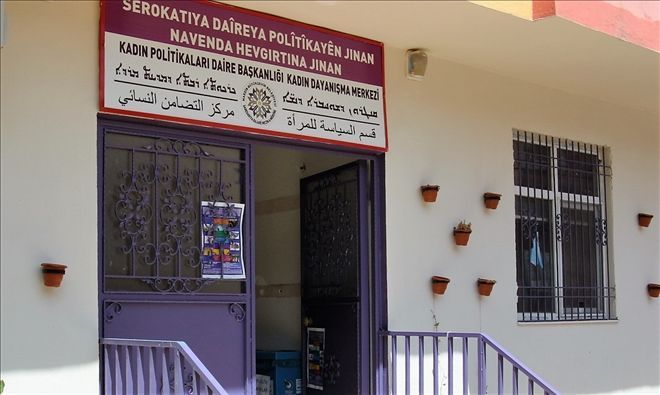 SEROKATIYA DAÎREYA POLÎTÎKAYÊN JINAN
NAVENDA HEVGIRTINA JINAN
KADIN POLİTİKALARI DAİRE BAŞKANLIĞI KADIN DAYANIŞMA MERKEZİ
قسم السياسة للمرأة
مركز التضامن النسائي